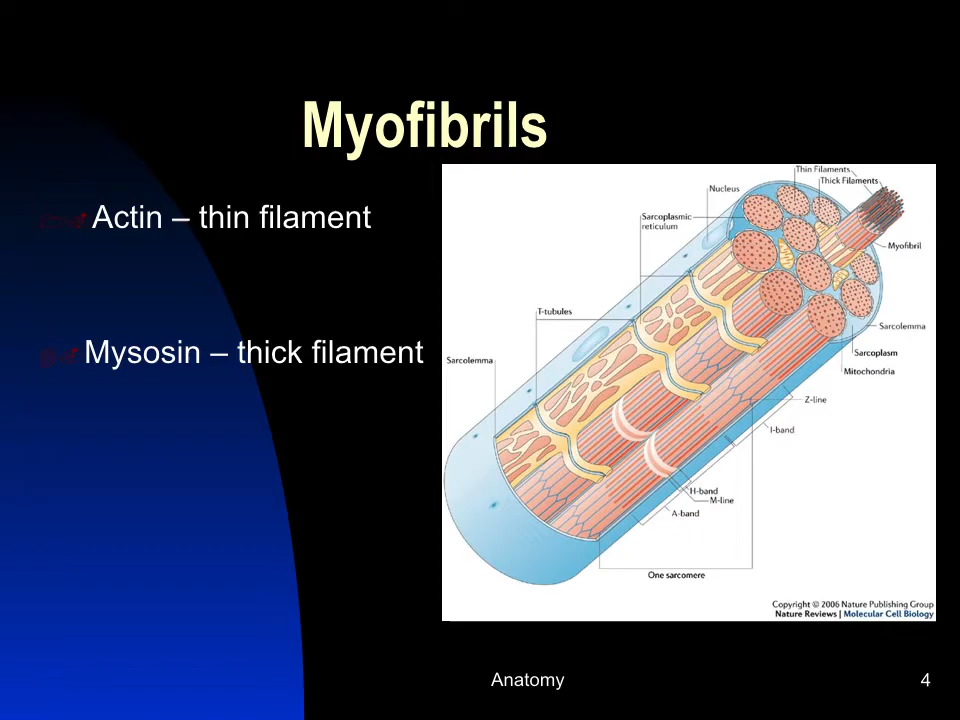 Myofibrils
Actin – thin filament
Mysosin – thick filament
Thin Filaments
Thick Filaments
Nucleus
Sarcoplasmic
reticulum
Myofibril
T-tubules
Sarcolemma
Sarcolemma
Sarcoplasm
Mitochondria
Z-line
I-band
H-band
M-line
A-band
One sarcomere
Copyright © 2006 Nature Publishing Group
Nature Reviews | Molecular Cell Biology
Anatomy
4